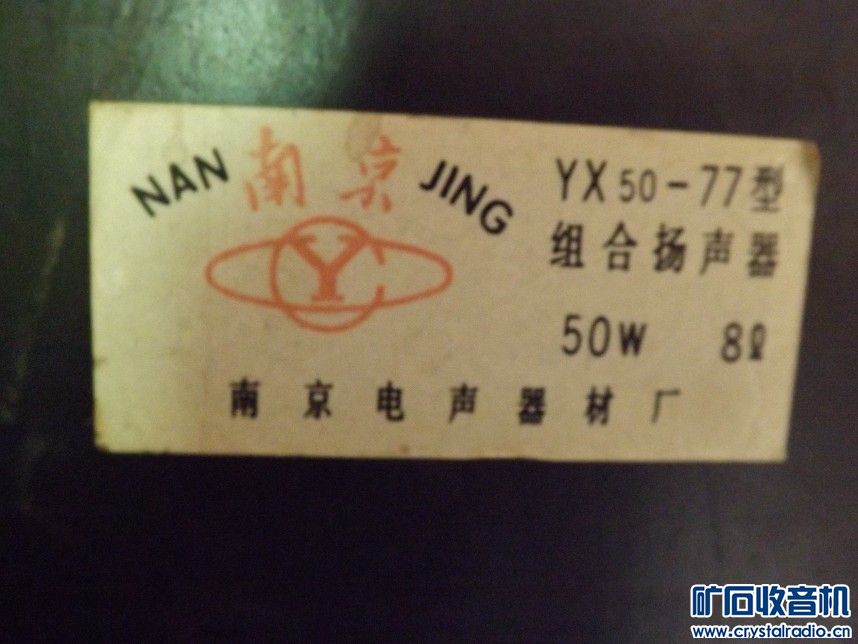 NAN 南京 JING
YX50-77型
组合扬声器
YC
50W 8Ω
南京电声器材厂
矿石收音机
www.crystalradio.cn